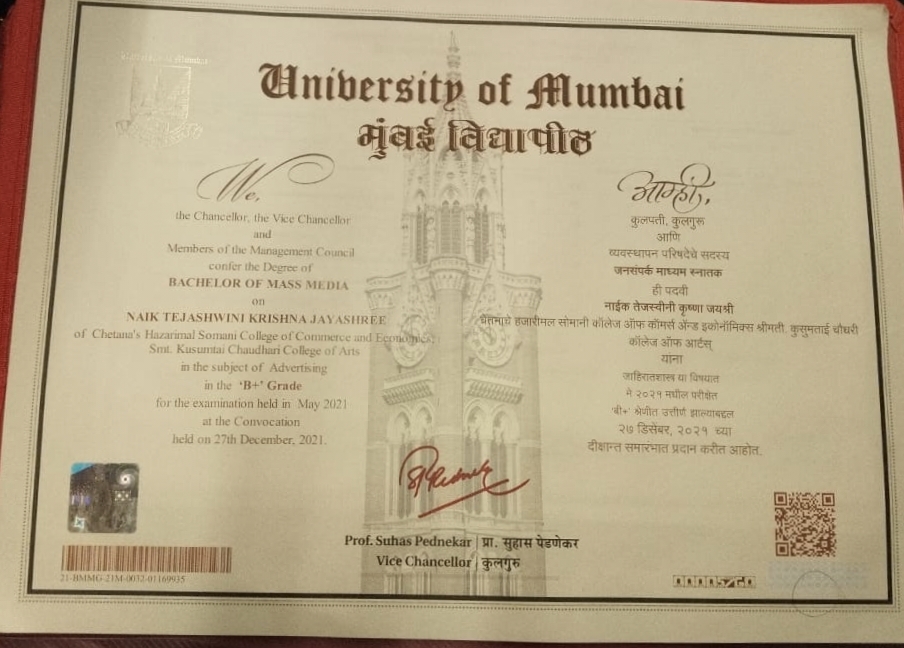 University of Mumbai
University of Mumbai
मुंबई विद्यापीठ
We,
the Chancellor, the Vice Chancellor
and
Members of the Management Council
confer the Degree of
BACHELOR OF MASS MEDIA
on
NAIK TEJASHWINI KRISHNA JAYASHREE
of Chetana's Hazarimal Somani College of Commerce and Economics,
Smt. Kusumtai Chaudhari College of Arts
in the subject of Advertising
in the 'B+' Grade
for the examination held in May 2021
at the Convocation
held on 27th December, 2021.
आम्ही,
कुलपती, कुलगुरू
आणि
व्यवस्थापन परिषदेचे सदस्य
जनसंपर्क माध्यम स्नातक
ही पदवी
नाईक तेजस्वीनी कृष्णा जयश्री
हजारीमल सोमानी कॉलेज ऑफ कॉमर्स ॲन्ड इकोनॉमिक्स श्रीमती. कुसुमताई चौधरी
कॉलेज ऑफ आर्टस्
यांना
जाहिरातशास्त्र या विषयात
मे २०२१ मधील परीक्षेत
'बी+' श्रेणीत उत्तीर्ण झाल्याबद्दल
२७ डिसेंबर, २०२१ च्या
दीक्षान्त समारंभात प्रदान करीत आहोत.
SPednekar
Prof. Suhas Pednekar | प्रा. सुहास पेडणेकर
Vice Chancellor | कुलगुरू
21-BMMG-21M-0032-01169935